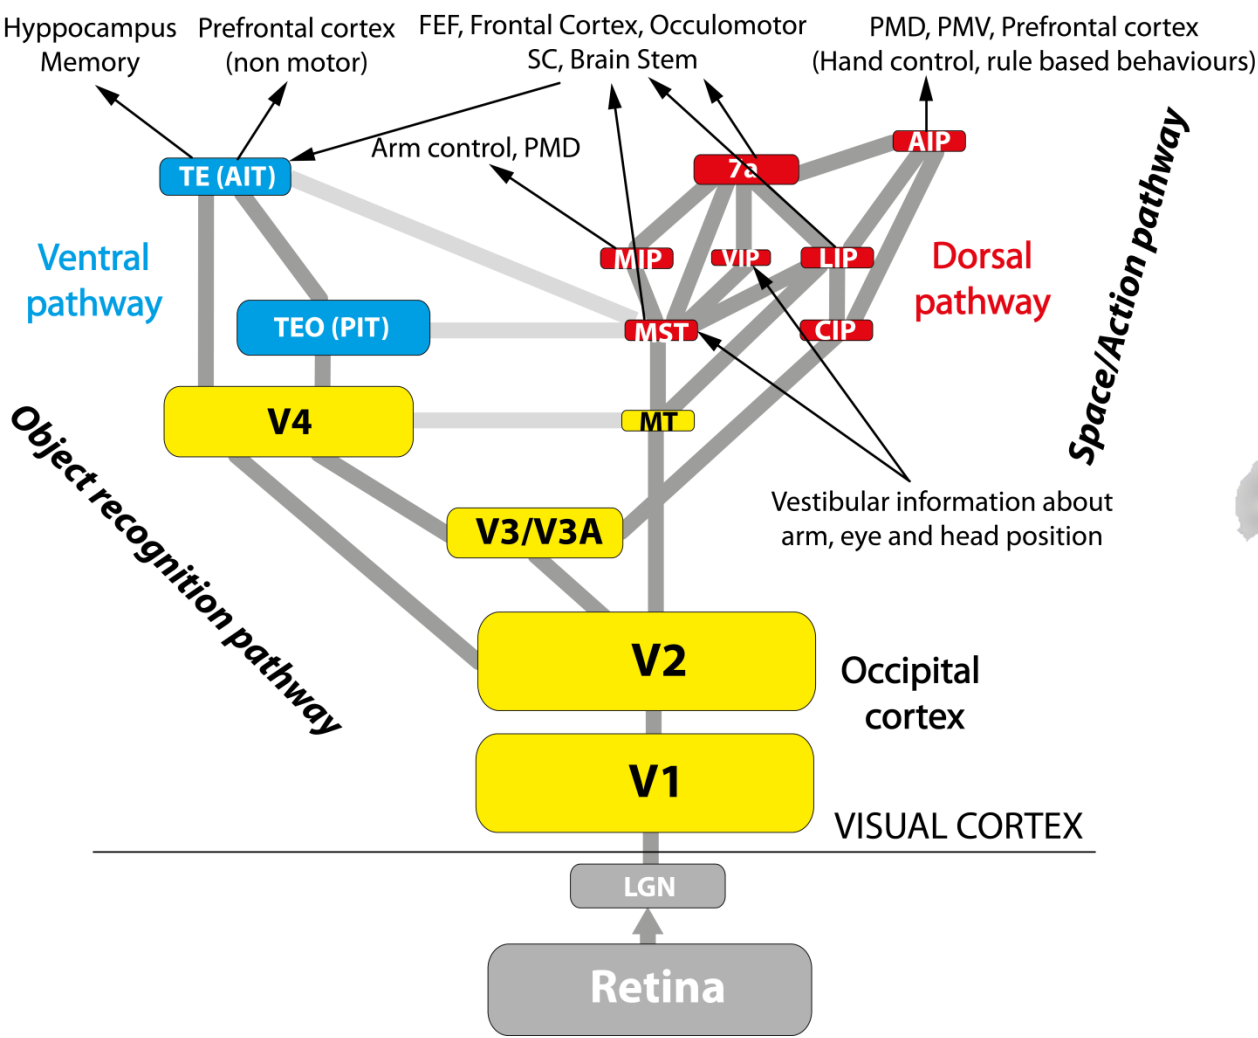 Hyppocampus
Memory
Prefrontal cortex
(non motor)
FEF, Frontal Cortex, Occulomotor
SC, Brain Stem
PMD, PMV, Prefrontal cortex
(Hand control, rule based behaviours)
Arm control, PMD
AIP
7a
TE (AIT)
Ventral
pathway
MIP
VIP
LIP
Dorsal
pathway
Space/Action pathway
TEO (PIT)
MST
CIP
V4
MT
Object recognition pathway
Vestibular information about
arm, eye and head position
V3/V3A
V2
Occipital
cortex
V1
VISUAL CORTEX
LGN
Retina